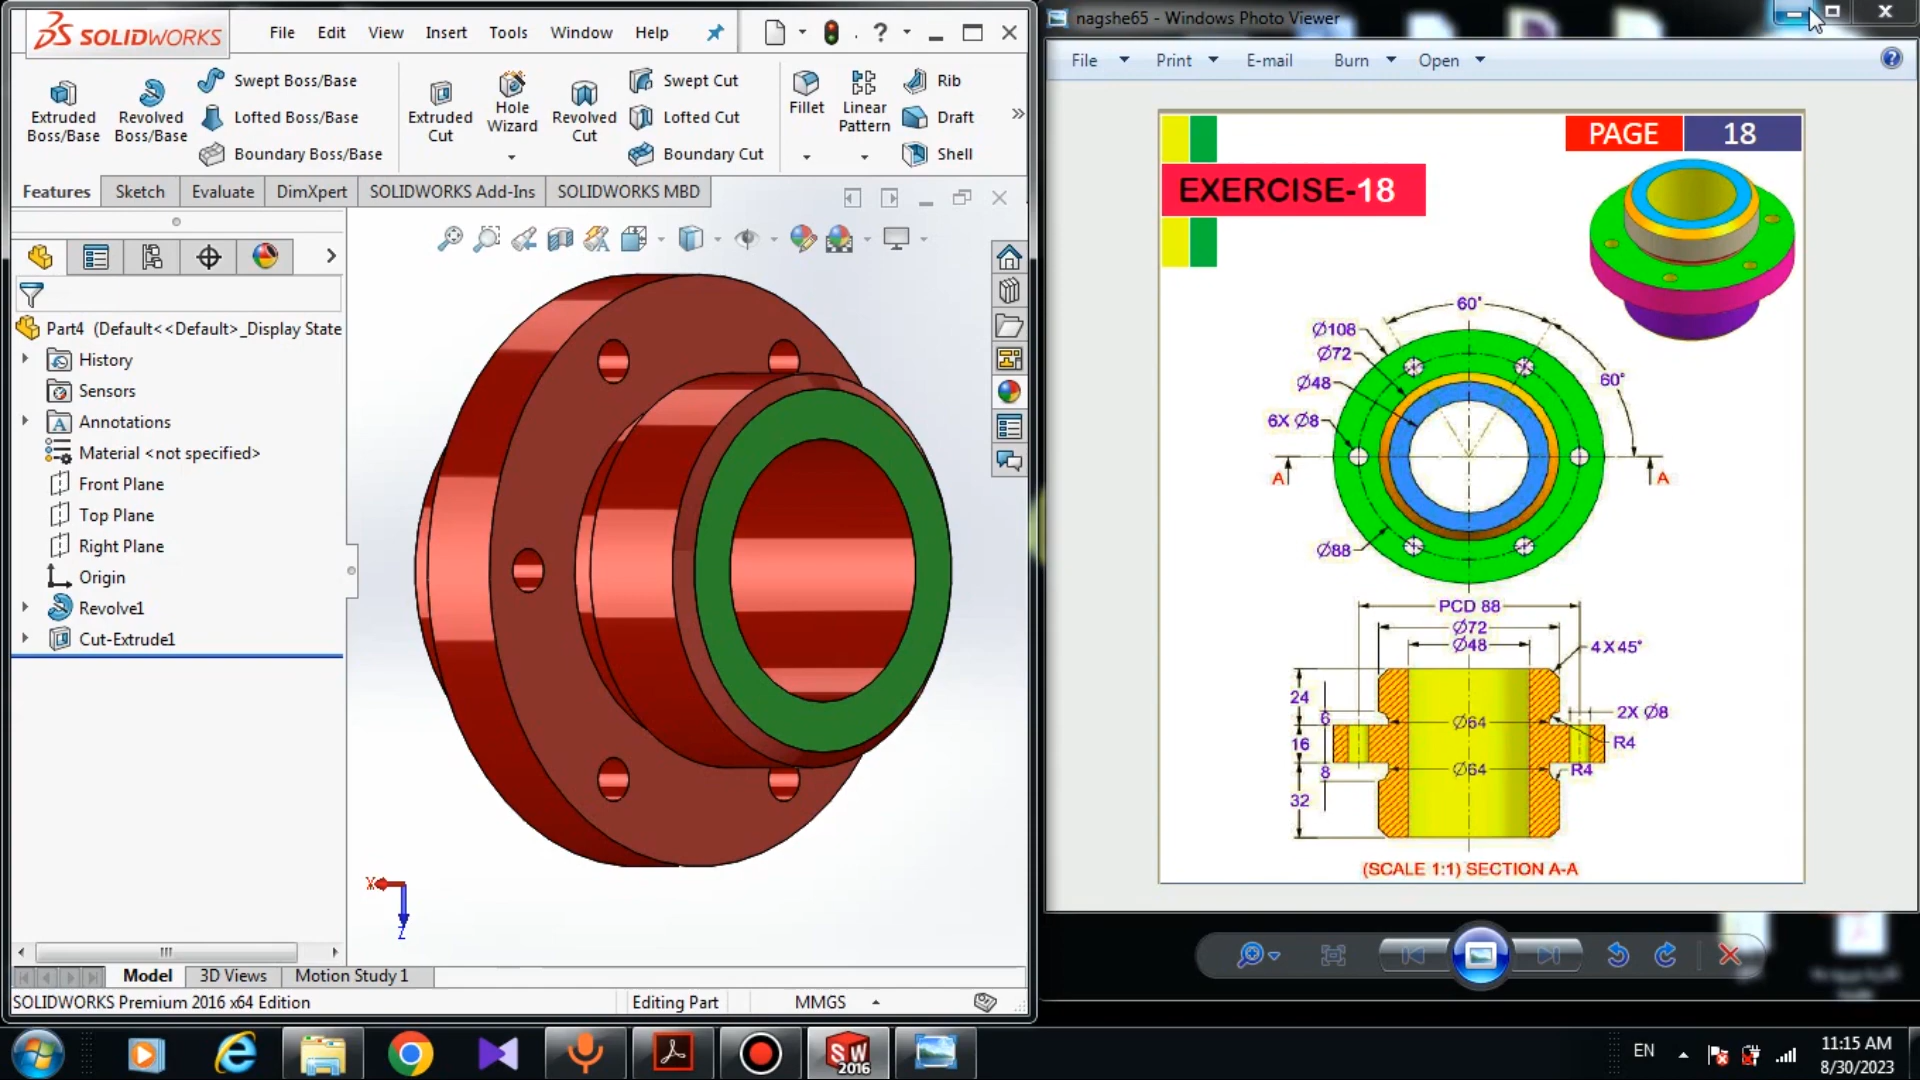 SOLIDWORKS
File Edit View Insert Tools Window Help
Extruded Boss/Base
Revolved Boss/Base
Swept Boss/Base
Lofted Boss/Base
Boundary Boss/Base
Extruded Cut
Hole Wizard
Revolved Cut
Swept Cut
Lofted Cut
Boundary Cut
Fillet
Linear Pattern
Rib
Draft
Shell
Features Sketch Evaluate DimXpert SOLIDWORKS Add-Ins SOLIDWORKS MBD
Part4 (Default<<Default>_Display State
History
Sensors
Annotations
Material <not specified>
Front Plane
Top Plane
Right Plane
Origin
Revolve1
Cut-Extrude1
X
Z
Model 3D Views Motion Study 1
SOLIDWORKS Premium 2016 x64 Edition Editing Part MMGS
nagshe65 - Windows Photo Viewer
File Print E-mail Burn Open
PAGE 18
EXERCISE-18
60°
Ø108
Ø72
Ø48
60°
6X Ø8
A A
Ø88
PCD 88
Ø72
Ø48
4X45°
24
6
Ø64
2X Ø8
16
R4
8
Ø64
R4
32
(SCALE 1:1) SECTION A-A
SW
2016
EN
11:15 AM
8/30/2023